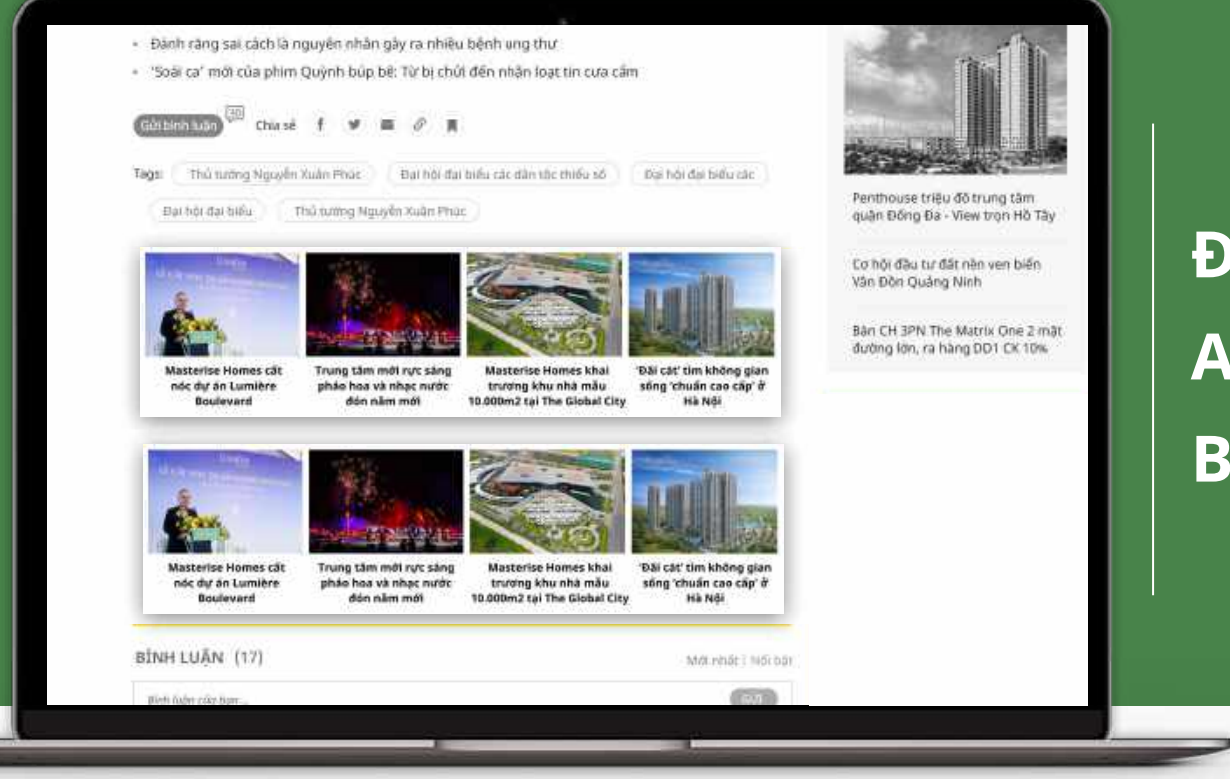 Đánh răng sai cách là nguyên nhân gây ra nhiều bệnh ung thư
'Soái ca' mới của phim Quỳnh búp bê: Từ bị chửi đến nhận loạt tin cưa cẩm
Gửi bình luận
Chia sẻ
Tags: Thủ tướng Nguyễn Xuân Phúc Đại hội đại biểu các dân tộc thiểu số Đại hội đại biểu các
Đại hội đại biểu Thủ tướng Nguyễn Xuân Phúc
Masterise Homes cất
nóc dự án Lumière
Boulevard
Trung tâm mới rực sáng
pháo hoa và nhạc nước
đón năm mới
Masterise Homes khai
trương khu nhà mẫu
10.000m2 tại The Global City
'Đãi cát' tìm không gian
sống 'chuẩn cao cấp' ở
Hà Nội
Masterise Homes cất
nóc dự án Lumière
Boulevard
Trung tâm mới rực sáng
pháo hoa và nhạc nước
đón năm mới
Masterise Homes khai
trương khu nhà mẫu
10.000m2 tại The Global City
'Đãi cát' tìm không gian
sống 'chuẩn cao cấp' ở
Hà Nội
BÌNH LUẬN (17)
Mới nhất | Nổi bật
Bình luận của bạn...
GỬI
Penthouse triệu đô trung tâm
quận Đống Đa - View trọn Hồ Tây
Cơ hội đầu tư đất nền ven biển
Vân Đồn Quảng Ninh
Bán CH 3PN The Matrix One 2 mặt
đường lớn, ra hàng DD1 CK 10%
Đ
A
B